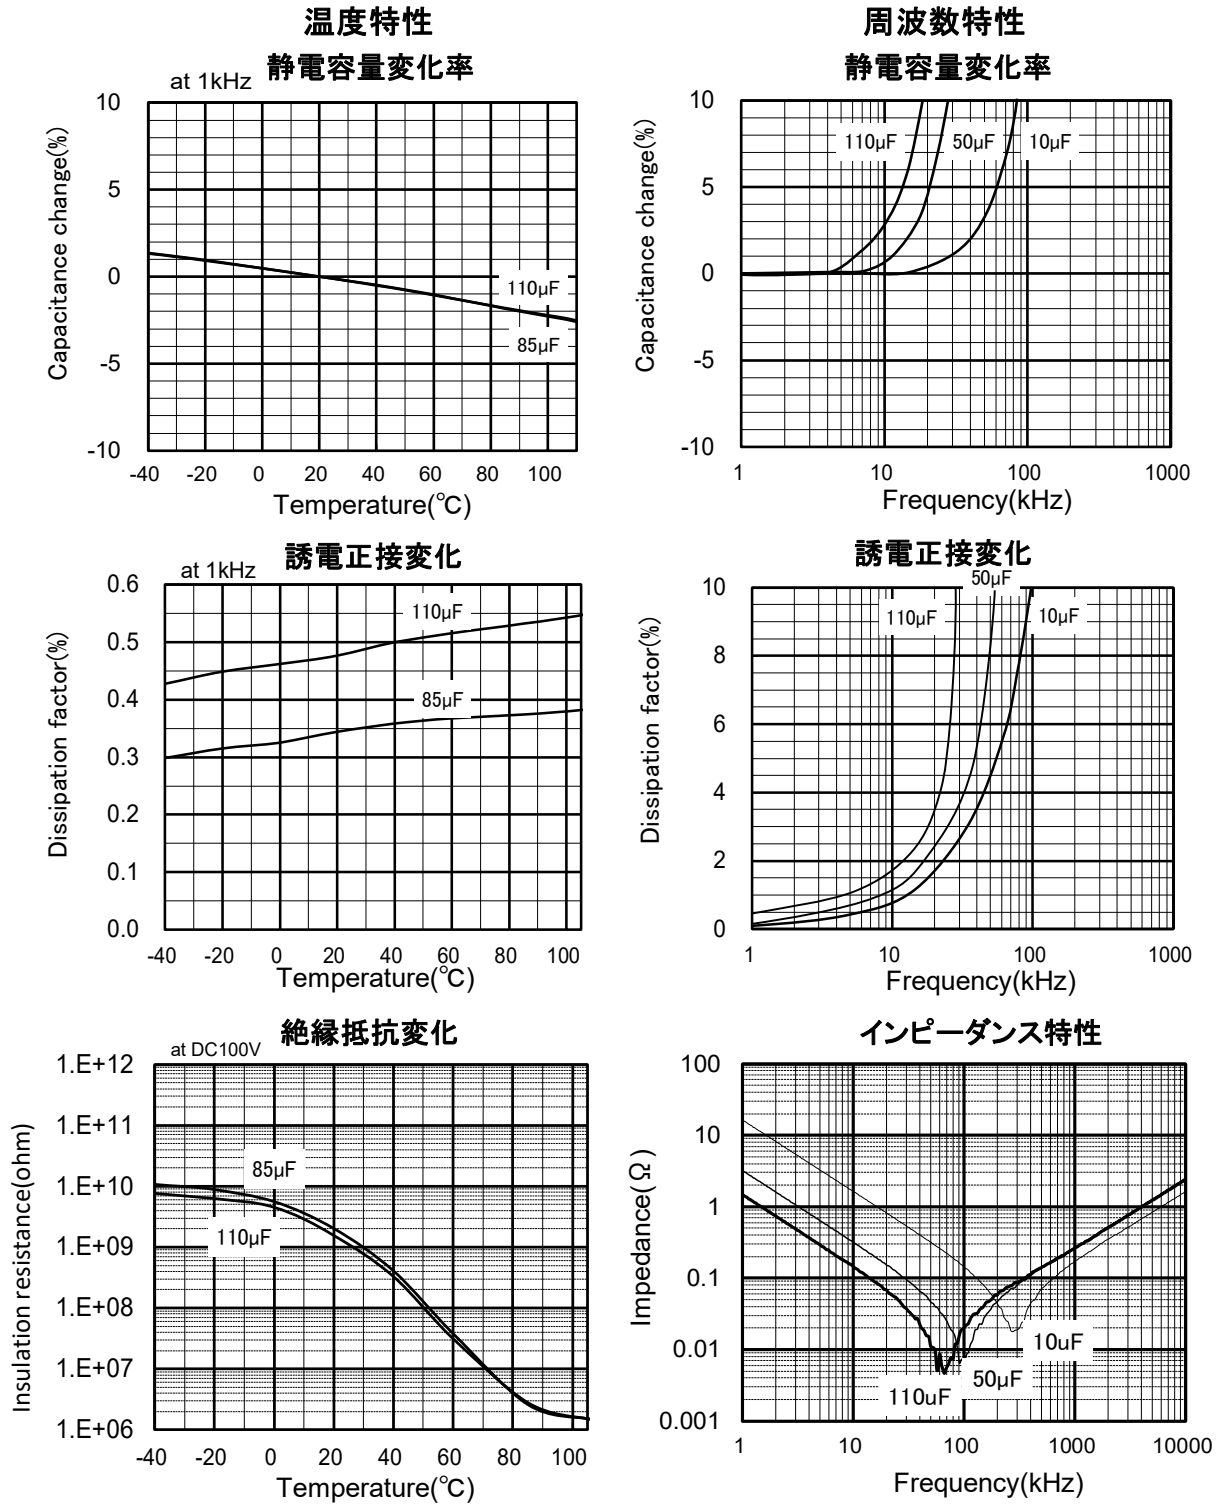 温度特性
静電容量変化率
at 1kHz
Capacitance change(%)
10
5
0
-5
-10
110μF
85μF
-40 -20 0 20 40 60 80 100
Temperature(℃)
周波数特性
静電容量変化率
Capacitance change(%)
10
5
0
-5
-10
110μF 50μF 10μF
1 10 100 1000
Frequency(kHz)
誘電正接変化
at 1kHz
Dissipation factor(%)
0.6
0.5
0.4
0.3
0.2
0.1
0.0
110μF
85μF
-40 -20 0 20 40 60 80 100
Temperature(℃)
誘電正接変化
Dissipation factor(%)
10
8
6
4
2
0
50μF
110μF 10μF
1 10 100 1000
Frequency(kHz)
絶縁抵抗変化
at DC100V
Insulation resistance(ohm)
1.E+12
1.E+11
1.E+10
1.E+09
1.E+08
1.E+07
1.E+06
85μF
110μF
-40 -20 0 20 40 60 80 100
Temperature(℃)
インピーダンス特性
Impedance(Ω)
100
10
1
0.1
0.01
0.001
10uF
50μF
110uF
1 10 100 1000 10000
Frequency(kHz)